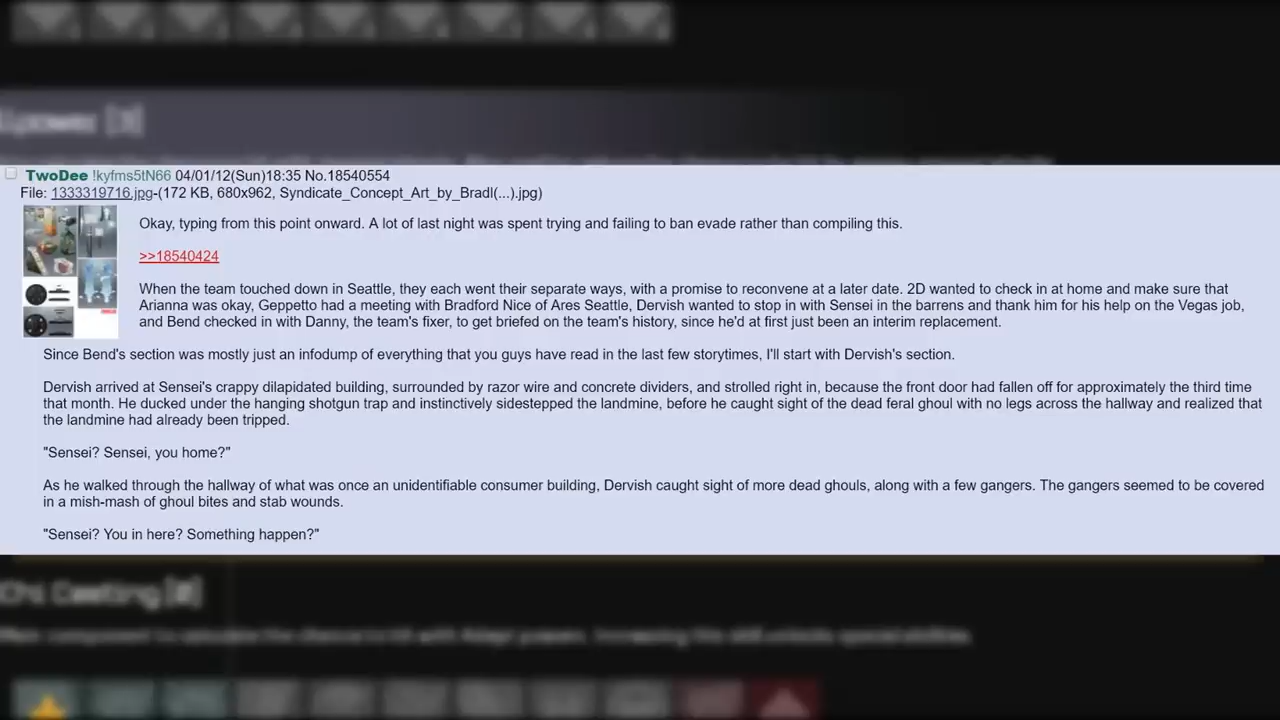 TwoDee !kyfms5tN66 04/01/12(Sun)18:35 No.18540554
File: 1333319716.jpg-(172 KB, 680x962, Syndicate_Concept_Art_by_Bradl(...).jpg)
Okay, typing from this point onward. A lot of last night was spent trying and failing to ban evade rather than compiling this.
>>18540424
When the team touched down in Seattle, they each went their separate ways, with a promise to reconvene at a later date. 2D wanted to check in at home and make sure that
Arianna was okay, Geppetto had a meeting with Bradford Nice of Ares Seattle, Dervish wanted to stop in with Sensei in the barrens and thank him for his help on the Vegas job,
and Bend checked in with Danny, the team's fixer, to get briefed on the team's history, since he'd at first just been an interim replacement.
Since Bend's section was mostly just an infodump of everything that you guys have read in the last few storytimes, I'll start with Dervish's section.
Dervish arrived at Sensei's crappy dilapidated building, surrounded by razor wire and concrete dividers, and strolled right in, because the front door had fallen off for approximately the third time
that month. He ducked under the hanging shotgun trap and instinctively sidestepped the landmine, before he caught sight of the dead feral ghoul with no legs across the hallway and realized that
the landmine had already been tripped.
"Sensei? Sensei, you home?"
As he walked through the hallway of what was once an unidentifiable consumer building, Dervish caught sight of more dead ghouls, along with a few gangers. The gangers seemed to be covered
in a mish-mash of ghoul bites and stab wounds.
"Sensei? You in here? Something happen?"
Chi Casting [0]